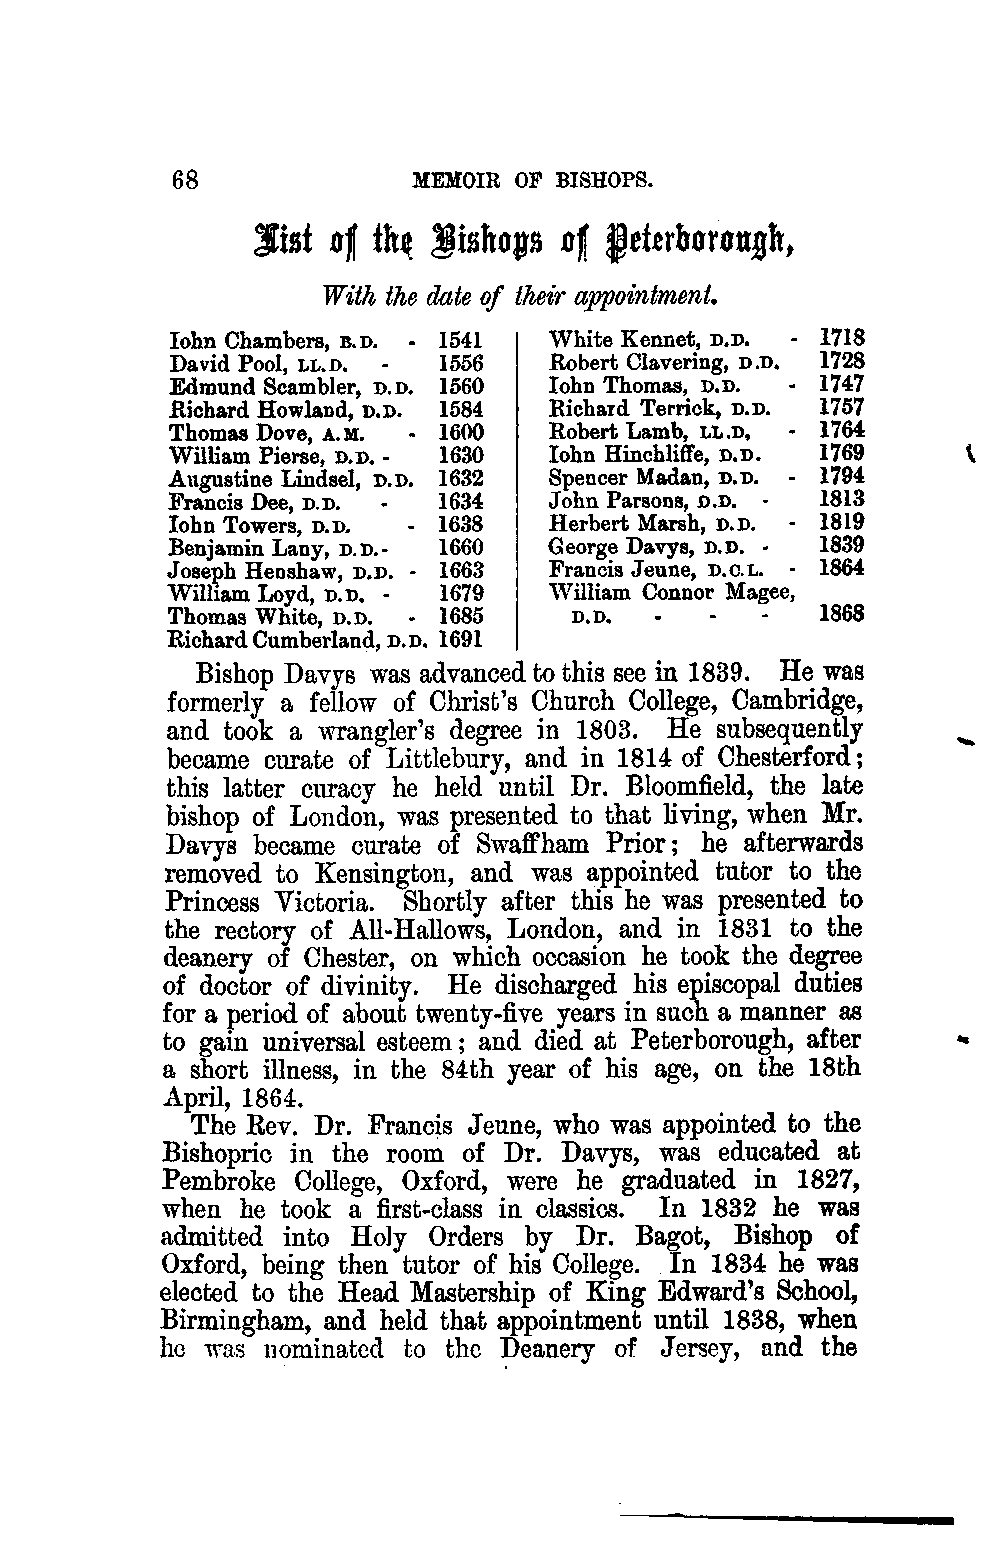 68 MEMOIR OF BISHOPS.
List of the Bishops of Peterborough,
With the date of their appointment.
Iohn Chambers, B.D. - 1541
David Pool, LL.D. - 1556
Edmund Scambler, D.D. 1560
Richard Howland, D.D. 1584
Thomas Dove, A.M. - 1600
William Pierse, D.D. - 1630
Augustine Lindsel, D.D. 1632
Francis Dee, D.D. - 1634
Iohn Towers, D.D. - 1638
Benjamin Lany, D.D. - 1660
Joseph Henshaw, D.D. - 1663
William Loyd, D.D. - 1679
Thomas White, D.D. - 1685
Richard Cumberland, D.D. 1691
White Kennet, D.D. - 1718
Robert Clavering, D.D. 1728
Iohn Thomas, D.D. - 1747
Richard Terrick, D.D. 1757
Robert Lamb, LL.D, - 1764
Iohn Hinchliffe, D.D. 1769
Spencer Madan, D.D. - 1794
John Parsons, D.D. - 1813
Herbert Marsh, D.D. - 1819
George Davys, D.D. - 1839
Francis Jeune, D.C.L. - 1864
William Connor Magee,
D.D. - - - 1868
Bishop Davys was advanced to this see in 1839. He was
formerly a fellow of Christ's Church College, Cambridge,
and took a wrangler's degree in 1803. He subsequently
became curate of Littlebury, and in 1814 of Chesterford;
this latter curacy he held until Dr. Bloomfield, the late
bishop of London, was presented to that living, when Mr.
Davys became curate of Swaffham Prior; he afterwards
removed to Kensington, and was appointed tutor to the
Princess Victoria. Shortly after this he was presented to
the rectory of All-Hallows, London, and in 1831 to the
deanery of Chester, on which occasion he took the degree
of doctor of divinity. He discharged his episcopal duties
for a period of about twenty-five years in such a manner as
to gain universal esteem; and died at Peterborough, after
a short illness, in the 84th year of his age, on the 18th
April, 1864.
The Rev. Dr. Francis Jeune, who was appointed to the
Bishopric in the room of Dr. Davys, was educated at
Pembroke College, Oxford, were he graduated in 1827,
when he took a first-class in classics. In 1832 he was
admitted into Holy Orders by Dr. Bagot, Bishop of
Oxford, being then tutor of his College. In 1834 he was
elected to the Head Mastership of King Edward's School,
Birmingham, and held that appointment until 1838, when
he was nominated to the Deanery of Jersey, and the